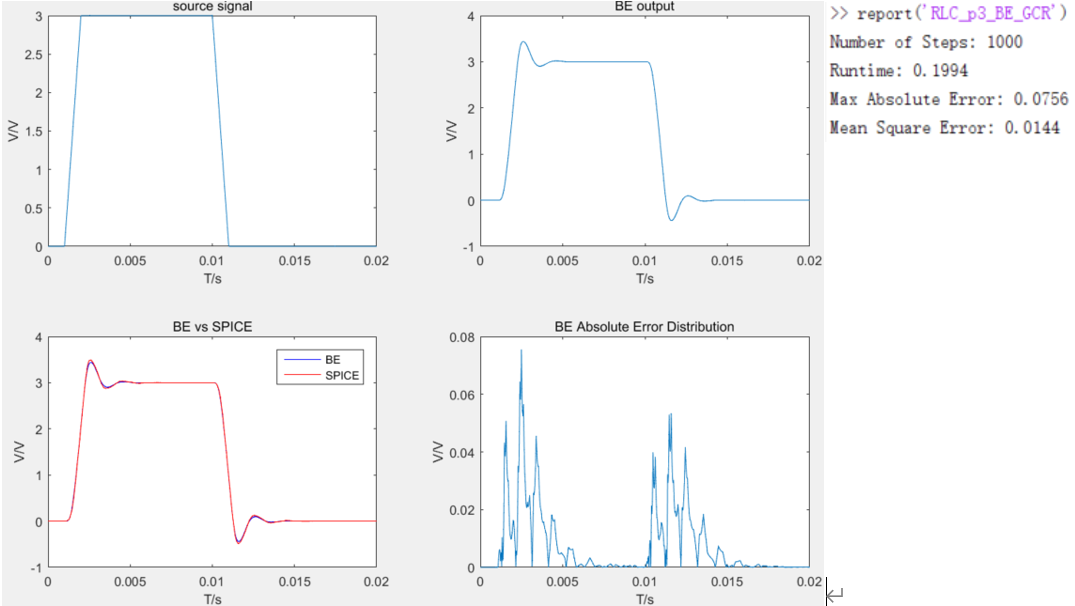 source signal
3
2.5
2
1.5
1
0.5
0
V/V
0
0.005
0.01
0.015
0.02
T/s
BE output
4
3
2
1
0
-1
V/V
0
0.005
0.01
0.015
0.02
T/s
>> report('RLC_p3_BE_GCR')
Number of Steps: 1000
Runtime: 0.1994
Max Absolute Error: 0.0756
Mean Square Error: 0.0144
BE vs SPICE
4
3
2
1
0
-1
V/V
BE
SPICE
0
0.005
0.01
0.015
0.02
T/s
BE Absolute Error Distribution
0.08
0.06
0.04
0.02
0
V/V
0
0.005
0.01
0.015
0.02
T/s